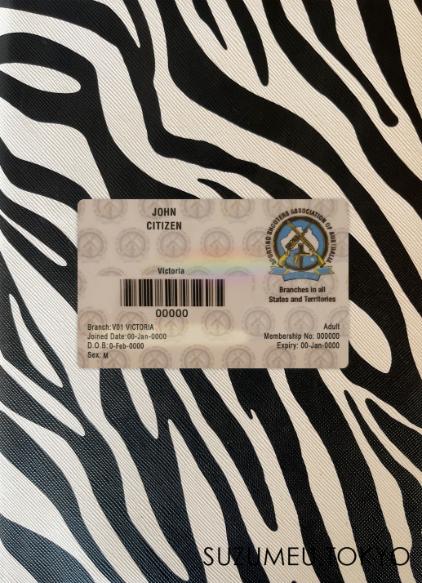 JOHN
CITIZEN
SPORTING SHOOTERS ASSOCIATION OF AUSTRALIA
Victoria
Branches in all
States and Territories
00000
Branch: V01 VICTORIA
Adult
Joined Date: 00-Jan-0000
Membership No: 000000
D.O.B: 0-Feb-0000
Expiry: 00-Jan-0000
Sex: M
SUZUMEU.TOKYO